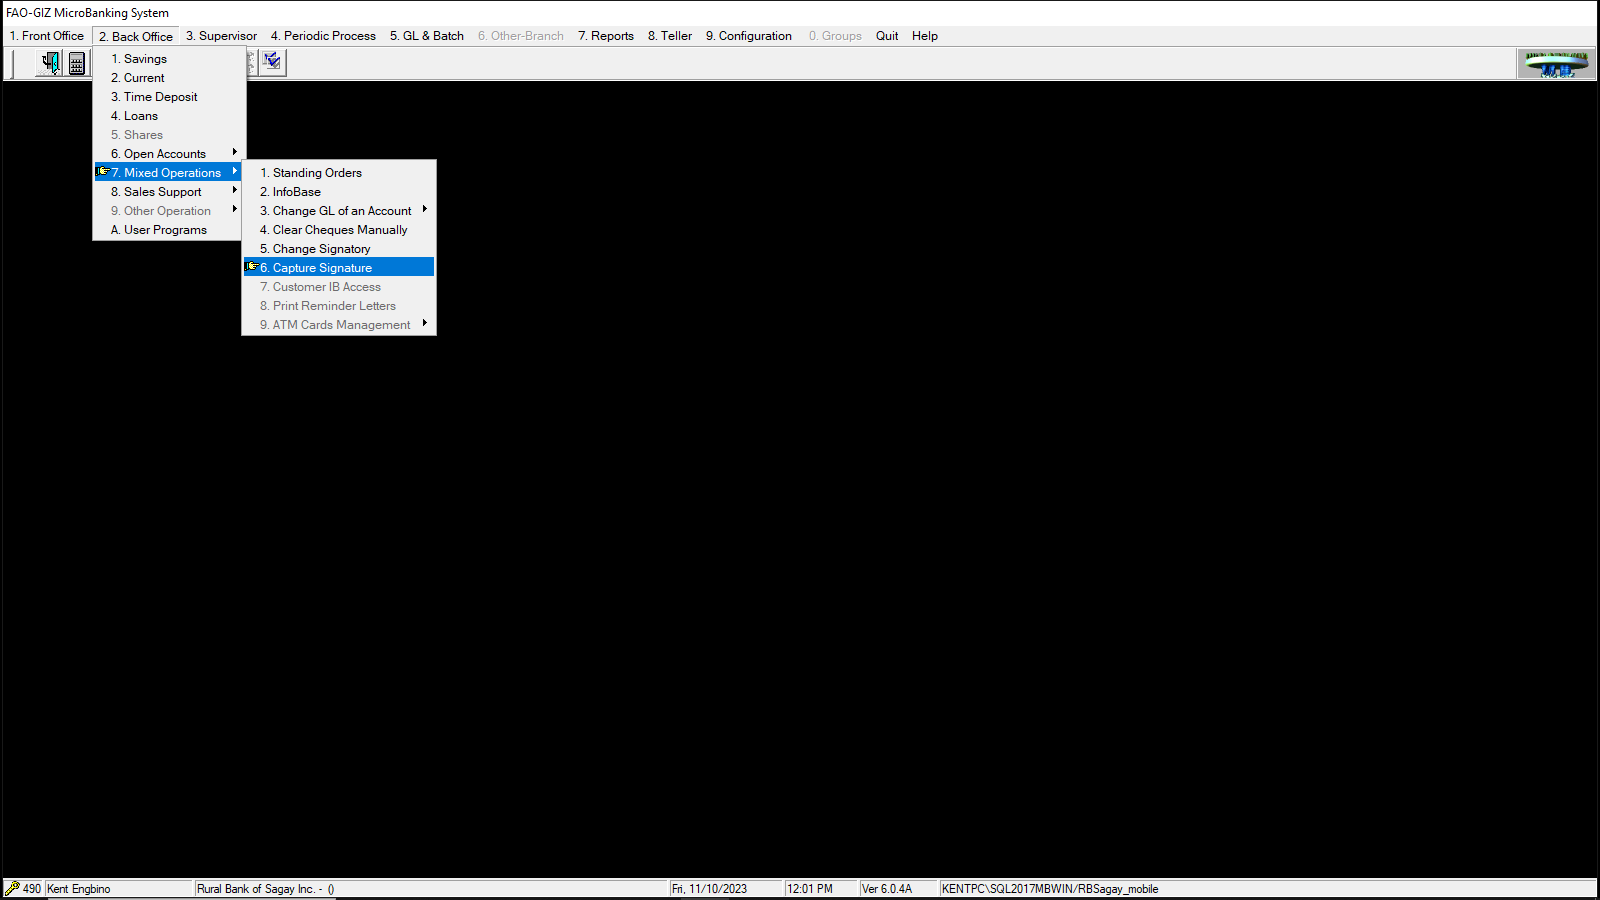 FAO-GIZ MicroBanking System
1. Front Office 2. Back Office 3. Supervisor 4. Periodic Process 5. GL & Batch 6. Other-Branch 7. Reports 8. Teller 9. Configuration 0. Groups Quit Help
1. Savings
2. Current
3. Time Deposit
4. Loans
5. Shares
6. Open Accounts
7. Mixed Operations
8. Sales Support
9. Other Operation
A. User Programs
1. Standing Orders
2. InfoBase
3. Change GL of an Account
4. Clear Cheques Manually
5. Change Signatory
6. Capture Signature
7. Customer IB Access
8. Print Reminder Letters
9. ATM Cards Management
490 Kent Engbino Rural Bank of Sagay Inc. - () Fri, 11/10/2023 12:01 PM Ver 6.0.4A KENTPC\SQL2017MBWIN/RBSagay_mobile